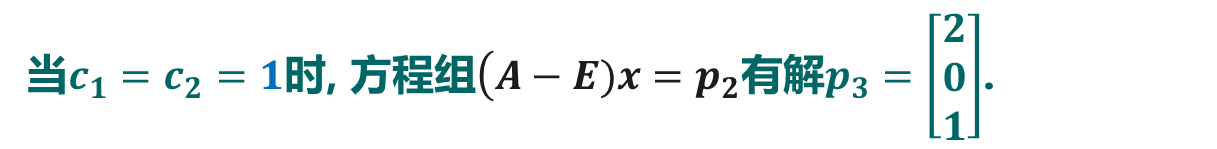 当c₁ = c₂ = 1时, 方程组(A − E)x = p₂有解p₃ = [2 0 1].